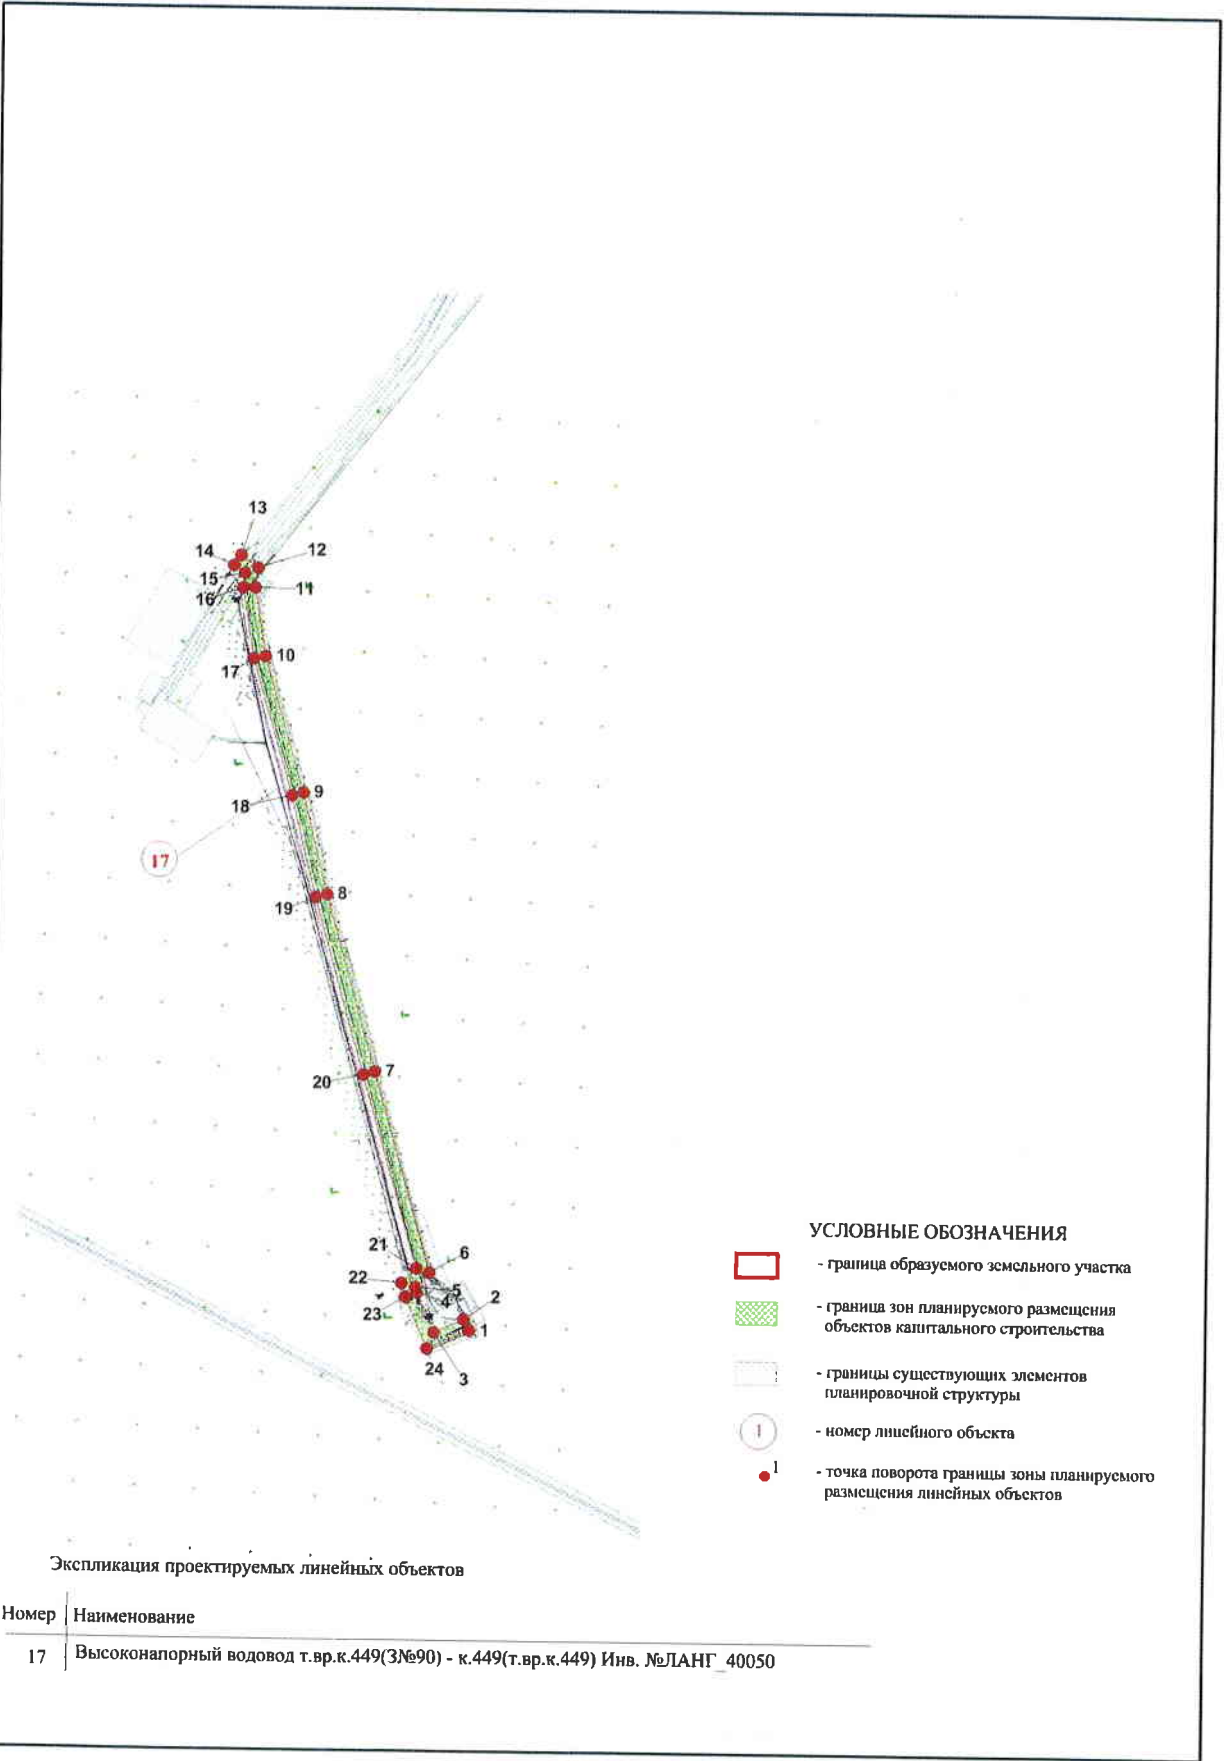 13
14
12
15
16
11
10
17
9
18
17
8
19
7
20
21
6
22
5
2
4
23
1
24
3
УСЛОВНЫЕ ОБОЗНАЧЕНИЯ
- граница образуемого земельного участка
- граница зон планируемого размещения
объектов капитального строительства
- границы существующих элементов
планировочной структуры
1
- номер линейного объекта
1
- точка поворота границы зоны планируемого
размещения линейных объектов
Экспликация проектируемых линейных объектов
Номер Наименование
17 Высоконапорный водовод т.вр.к.449(З№90) - к.449(т.вр.к.449) Инв. №ЛАНГ_40050